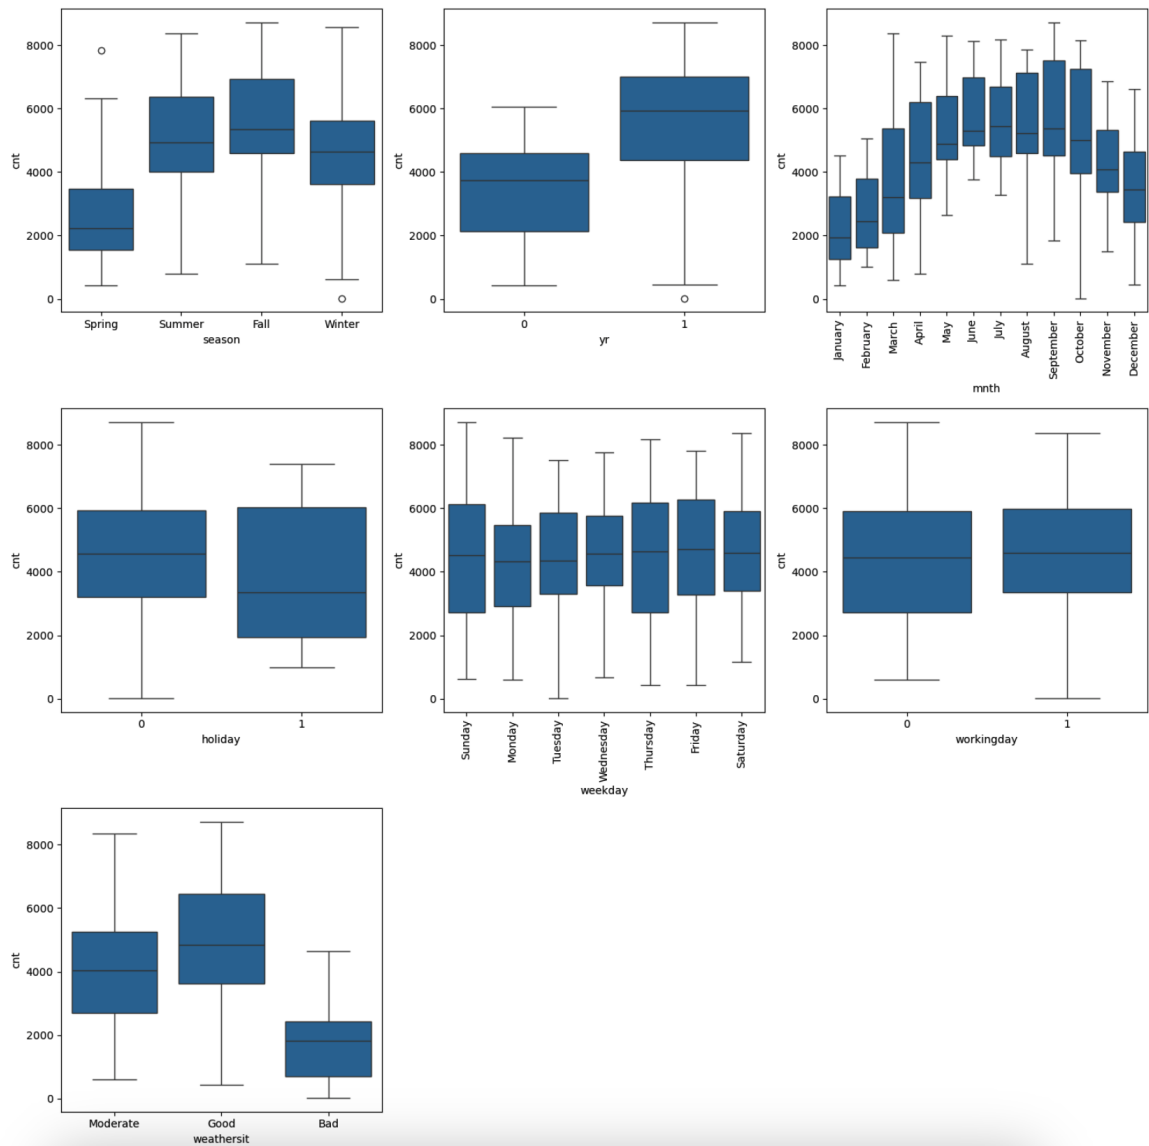 8000
6000
4000
2000
0
cnt
Spring Summer Fall Winter
season
8000
6000
4000
2000
0
cnt
0 1
yr
8000
6000
4000
2000
0
cnt
January
February
March
April
May
June
July
August
September
October
November
December
mnth
8000
6000
4000
2000
0
cnt
0 1
holiday
8000
6000
4000
2000
0
cnt
Sunday
Monday
Tuesday
Wednesday
Thursday
Friday
Saturday
weekday
8000
6000
4000
2000
0
cnt
0 1
workingday
8000
6000
4000
2000
0
cnt
Moderate Good Bad
weathersit